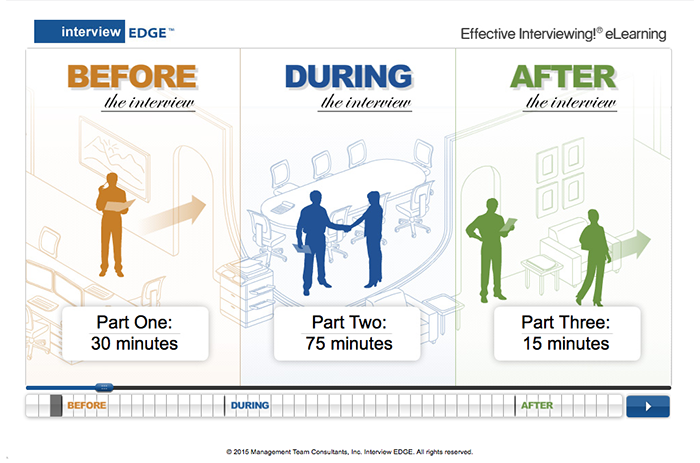 interview EDGE™
Effective Interviewing!® eLearning
BEFORE
the interview
DURING
the interview
AFTER
the interview
Part One:
30 minutes
Part Two:
75 minutes
Part Three:
15 minutes
BEFORE
DURING
AFTER
© 2015 Management Team Consultants, Inc. Interview EDGE. All rights reserved.